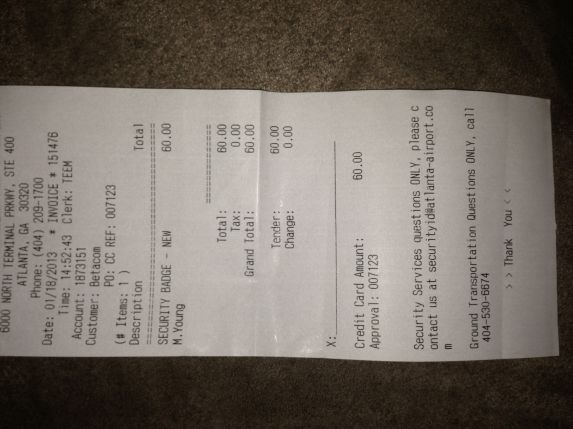 6000 NORTH TERMINAL PRKWY, STE 400
ATLANTA, GA 30320
Phone: (404) 209-1700
Date: 01/18/2013 * INVOICE * 151476
Time: 14:52:43 Clerk: TEEM
Account: 1873151
Customer: Betacom
PO: CC REF: 007123
(# Items: 1 )
Description Total
========================================
SECURITY BADGE - NEW 60.00
M.Young
===========
Total: 60.00
Tax: 0.00
Grand Total: 60.00
Tender: 60.00
Change: 0.00
X:________________________________
Credit Card Amount: 60.00
Approval: 007123
Security Services questions ONLY, please c
ontact us at securityid@atlanta-airport.co
m
Ground Transportation Questions ONLY, call
404-530-6674
> > Thank You < <